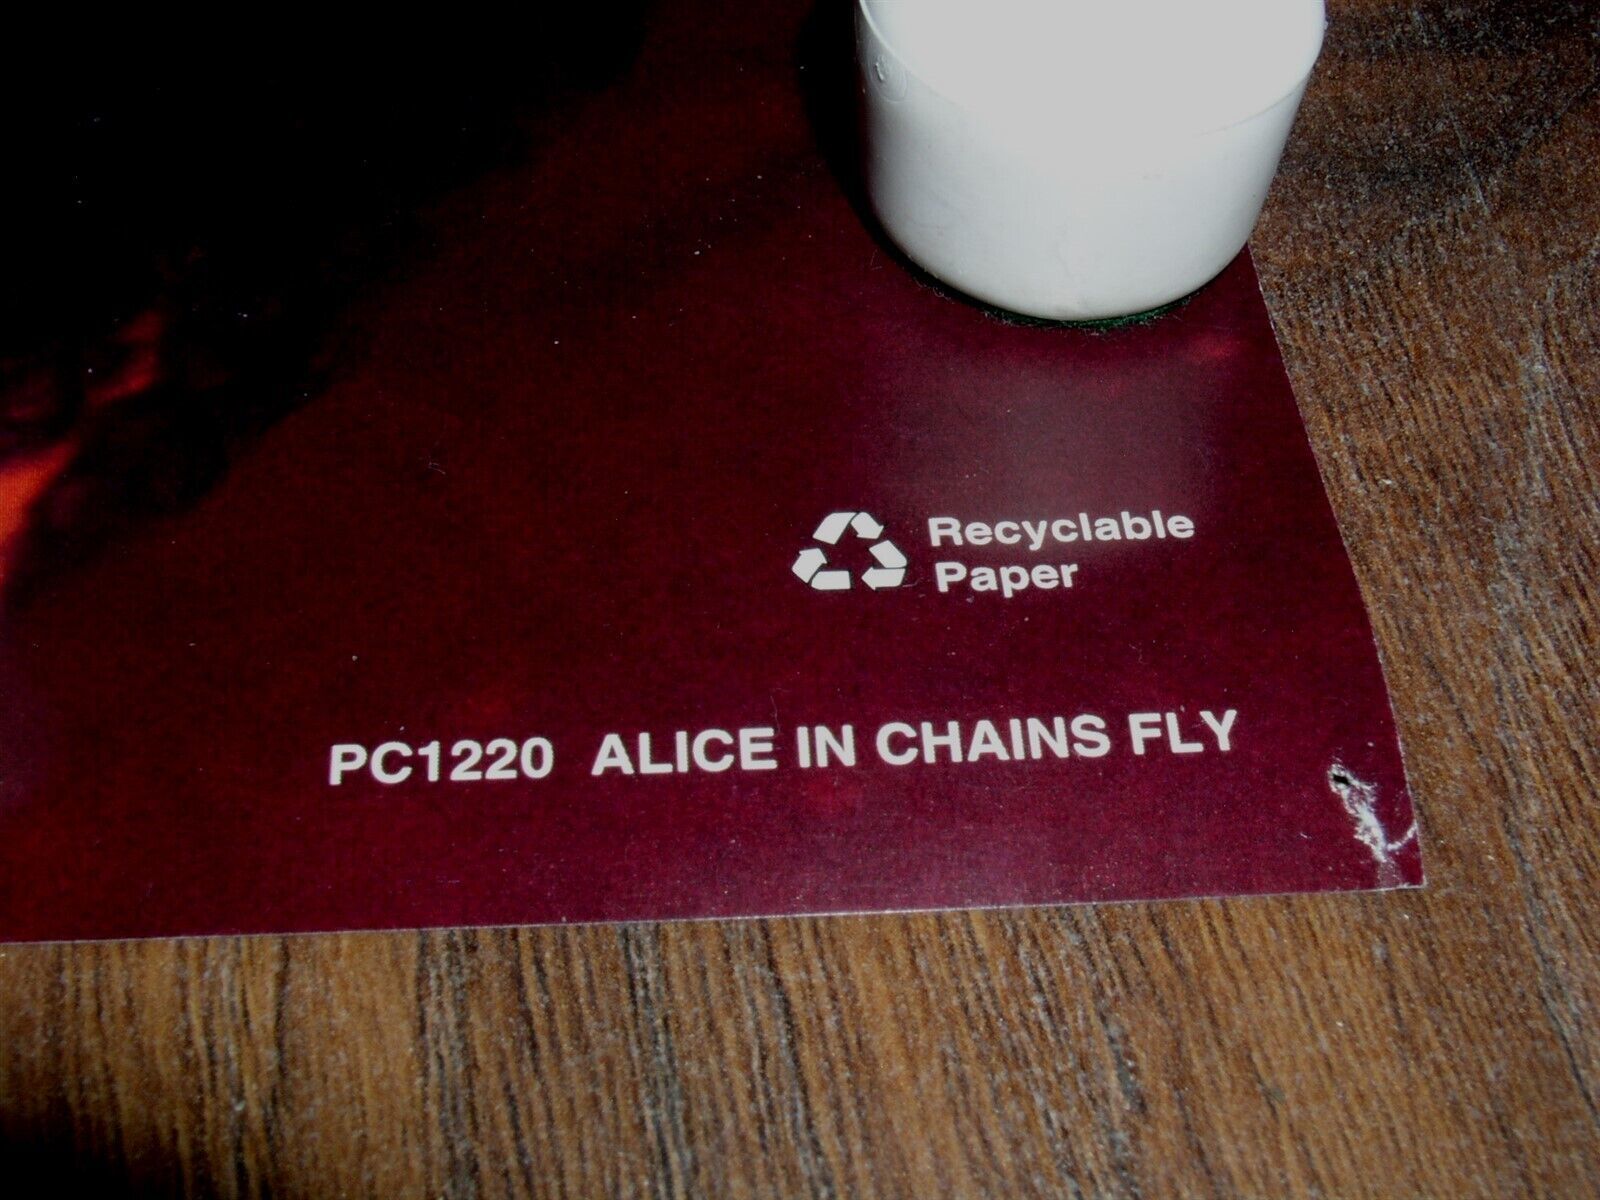 Recyclable
Paper
PC1220 ALICE IN CHAINS FLY